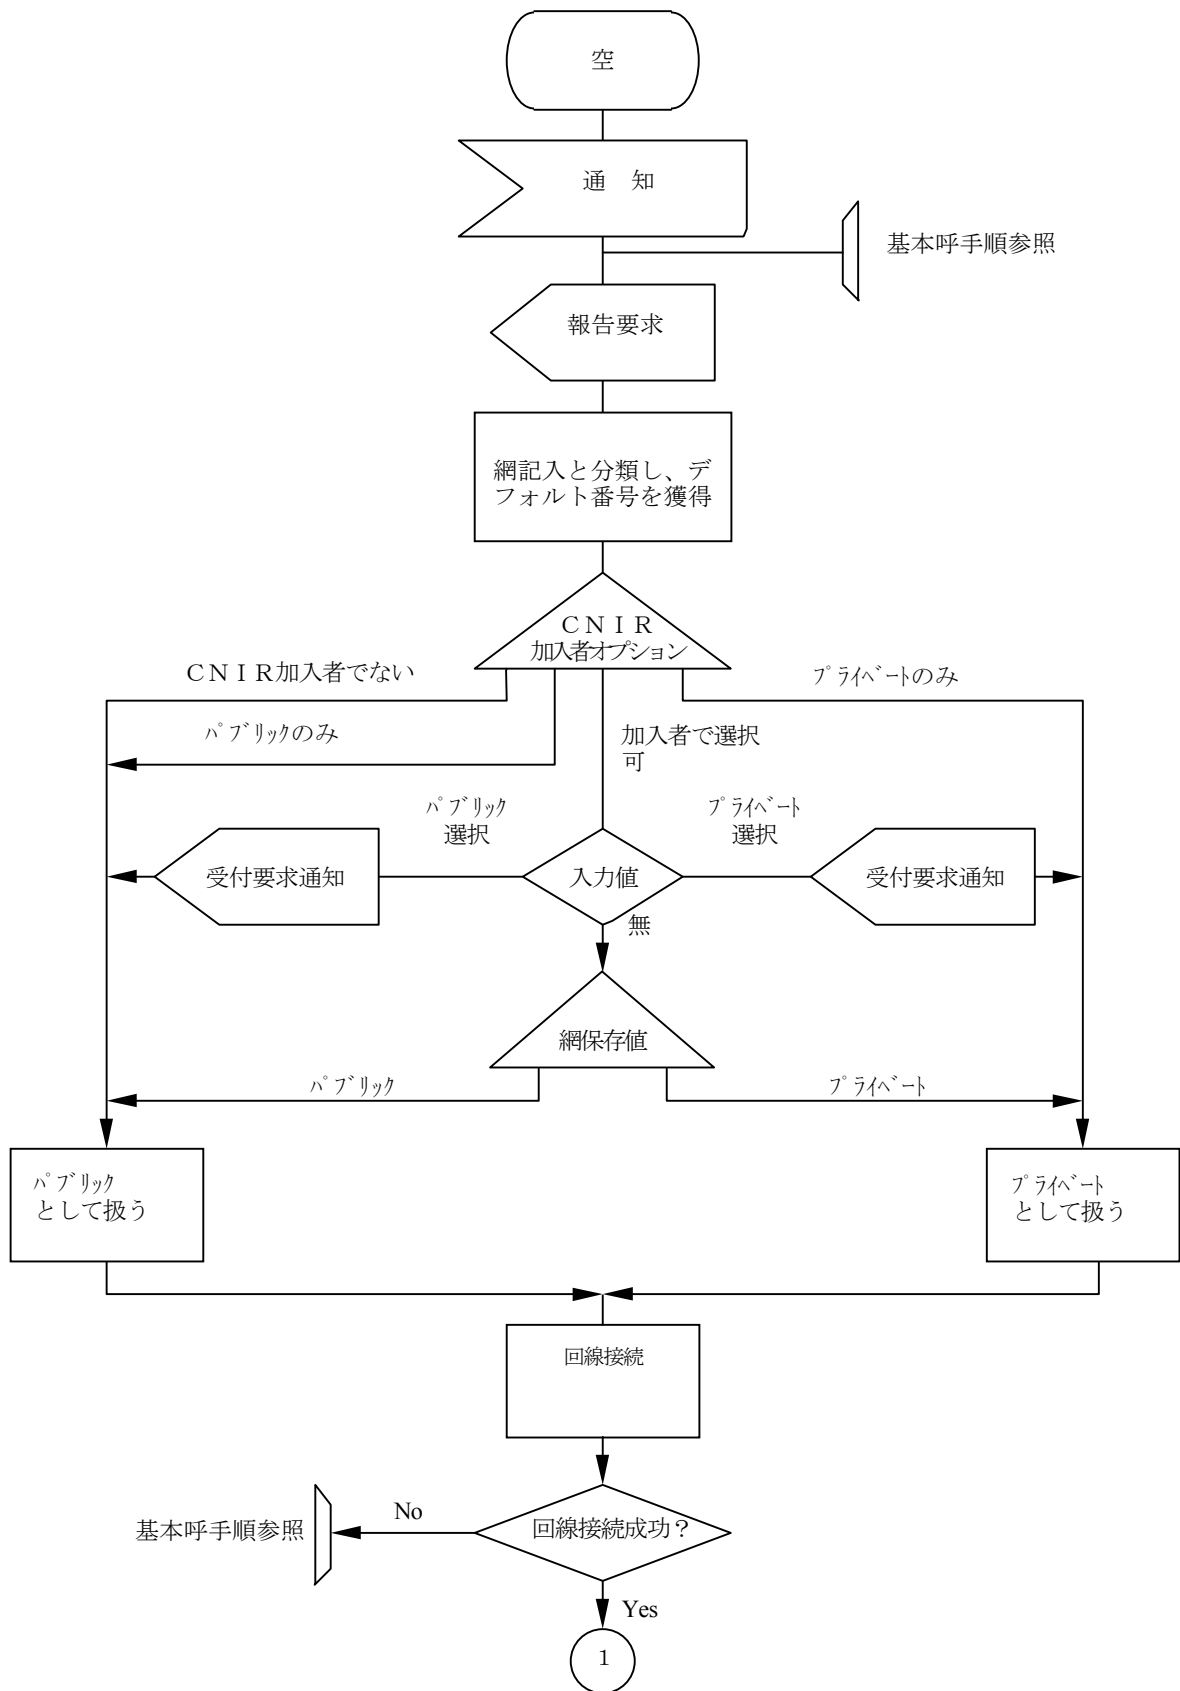 空
通　知
基本呼手順参照
報告要求
網記入と分類し、デ
フォルト番号を獲得
ＣＮＩＲ
加入者オプション
ＣＮＩＲ加入者でない
プライベートのみ
パブリックのみ
加入者で選択
可
パブリック
選択
プライベート
選択
受付要求通知
入力値
受付要求通知
無
網保存値
パブリック
プライベート
パブリック
として扱う
プライベート
として扱う
回線接続
基本呼手順参照
No
回線接続成功？
Yes
１